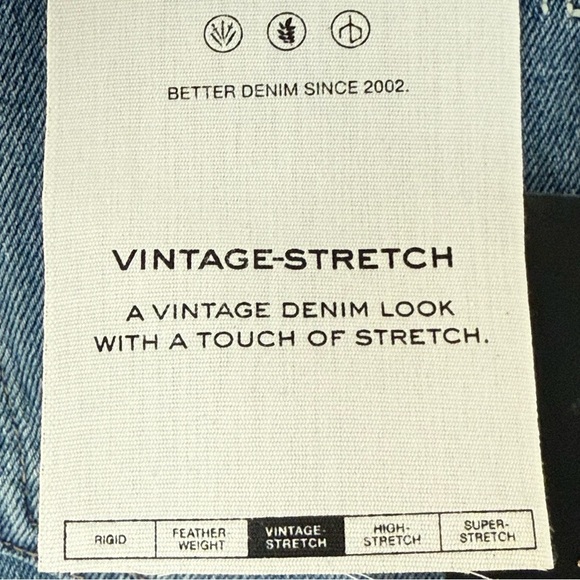 BETTER DENIM SINCE 2002.
VINTAGE-STRETCH
A VINTAGE DENIM LOOK
WITH A TOUCH OF STRETCH.
RIGID
FEATHER-
WEIGHT
VINTAGE-
STRETCH
HIGH-
STRETCH
SUPER-
STRETCH